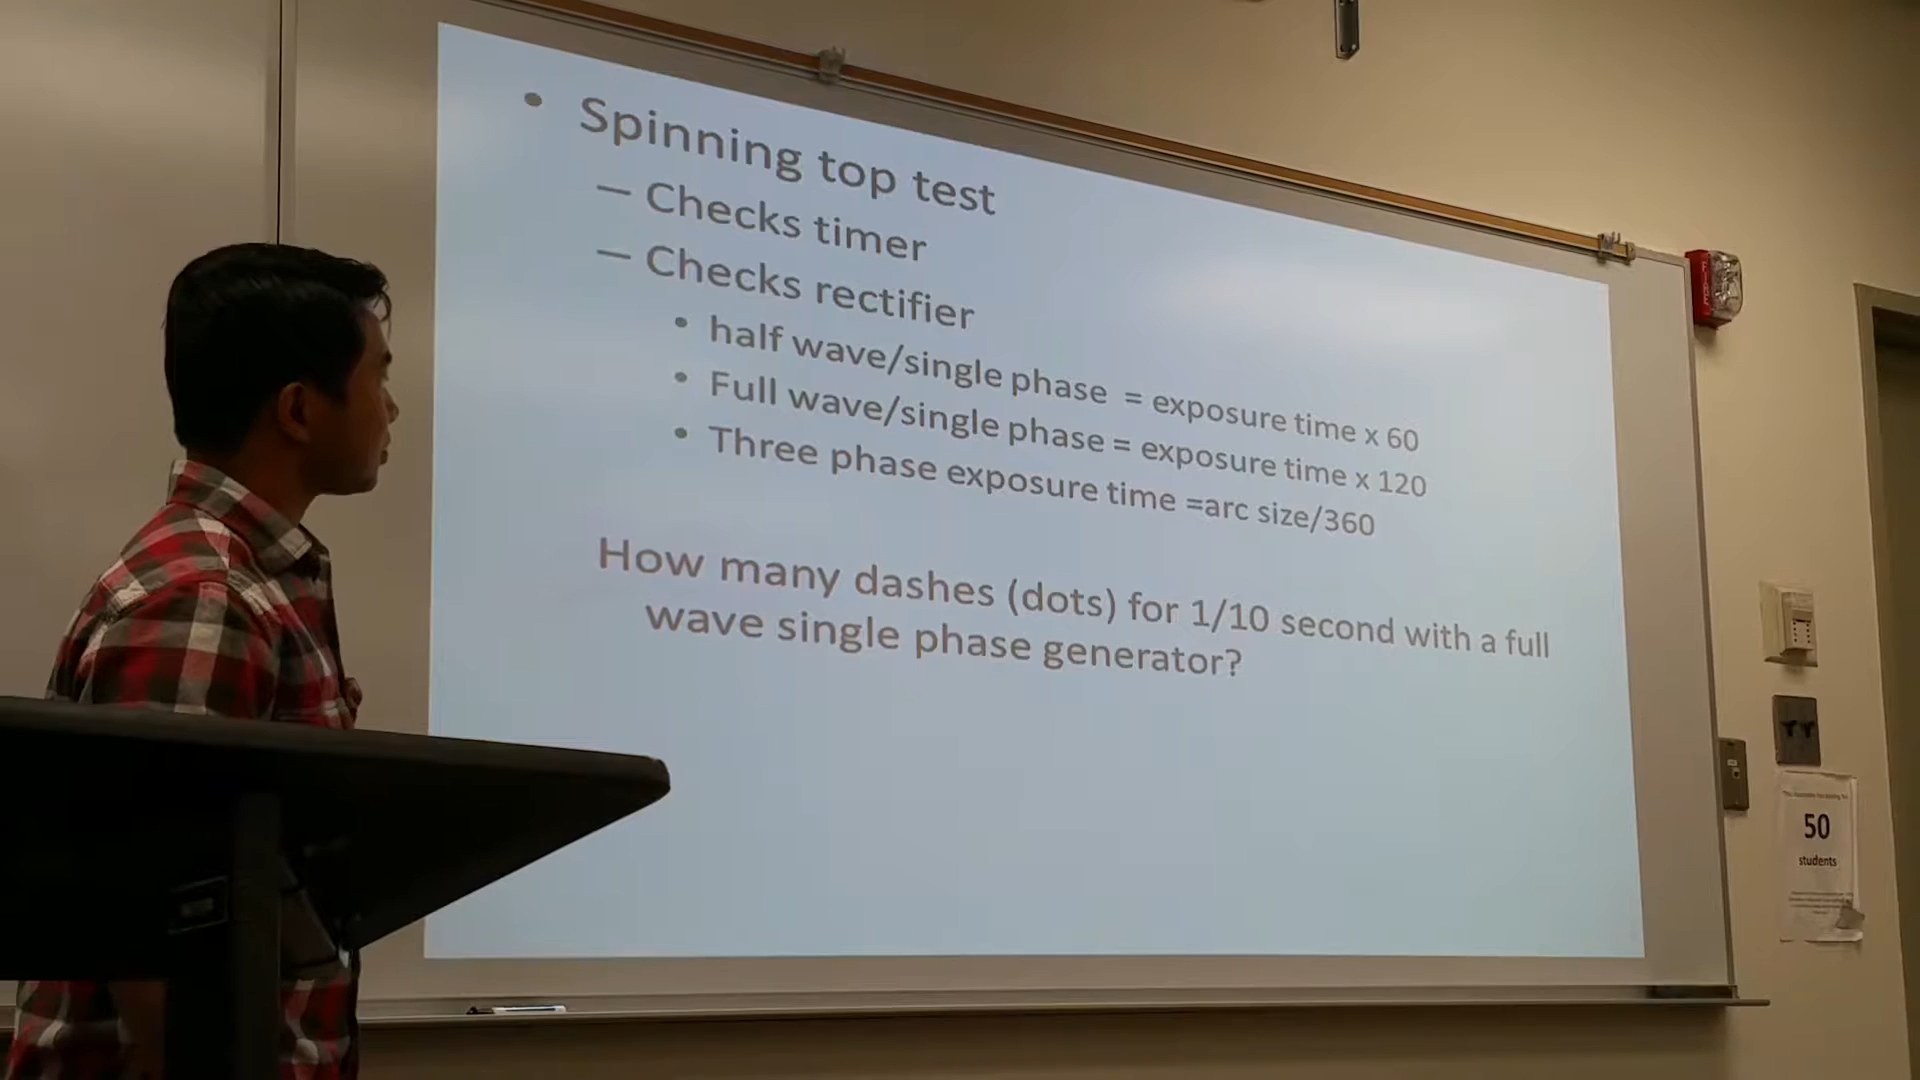 • Spinning top test
– Checks timer
– Checks rectifier
• half wave/single phase = exposure time x 60
• Full wave/single phase = exposure time x 120
• Three phase exposure time =arc size/360
How many dashes (dots) for 1/10 second with a full
wave single phase generator?
FIRE
50
students